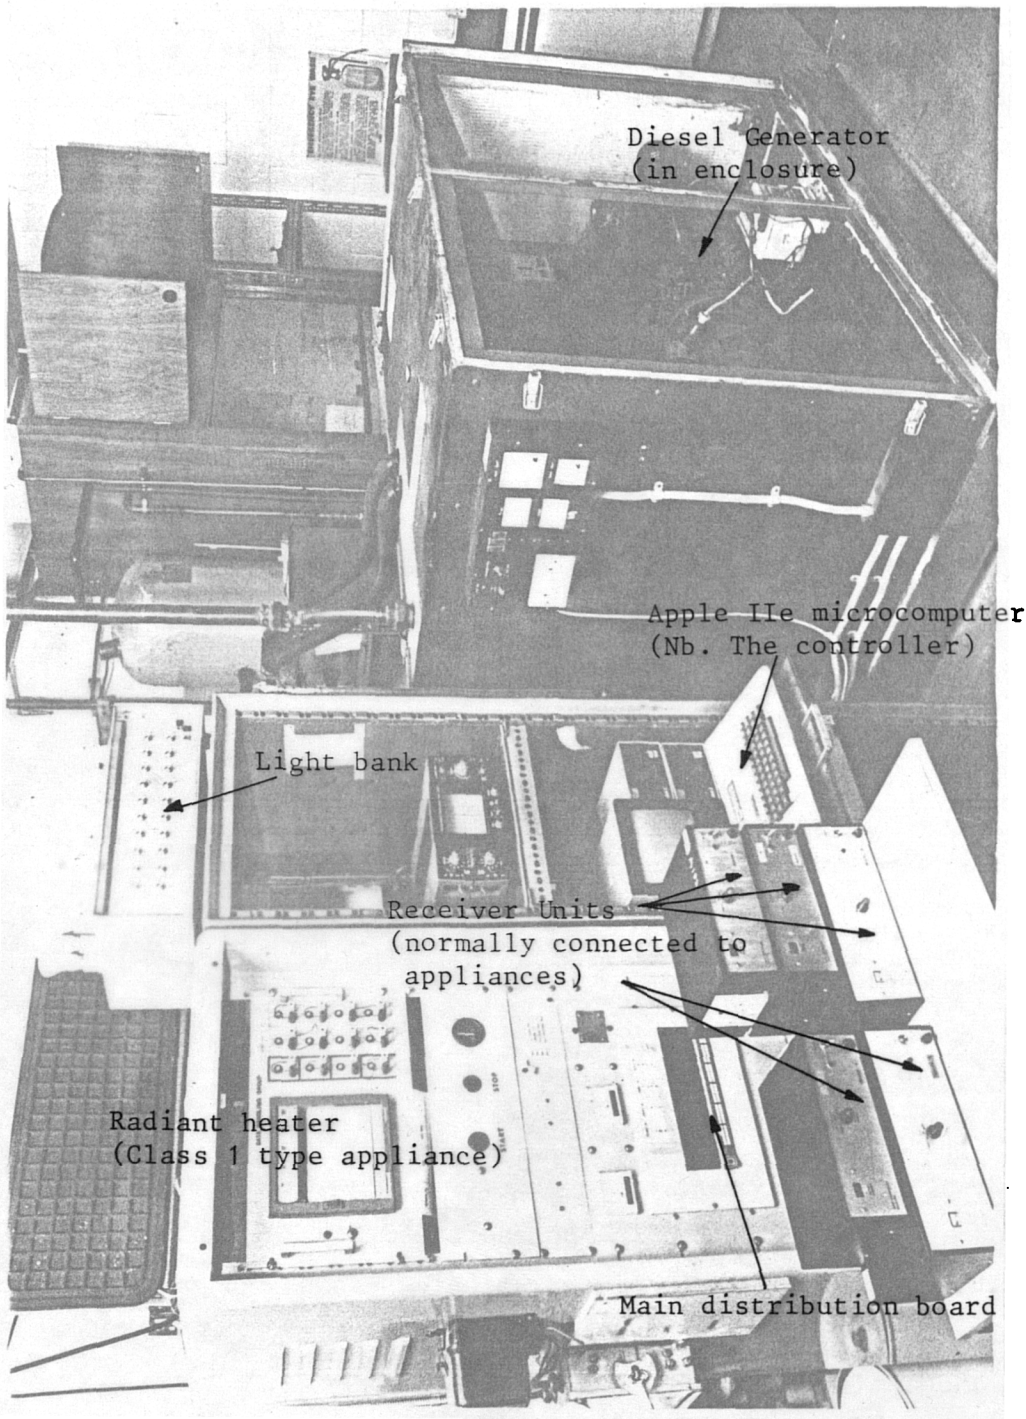 Diesel Generator
(in enclosure)
Apple IIe microcomputer
(Nb. The controller)
Light bank
Receiver Units
(normally connected to
appliances)
Radiant heater
(Class 1 type appliance)
STOP
START
Main distribution board